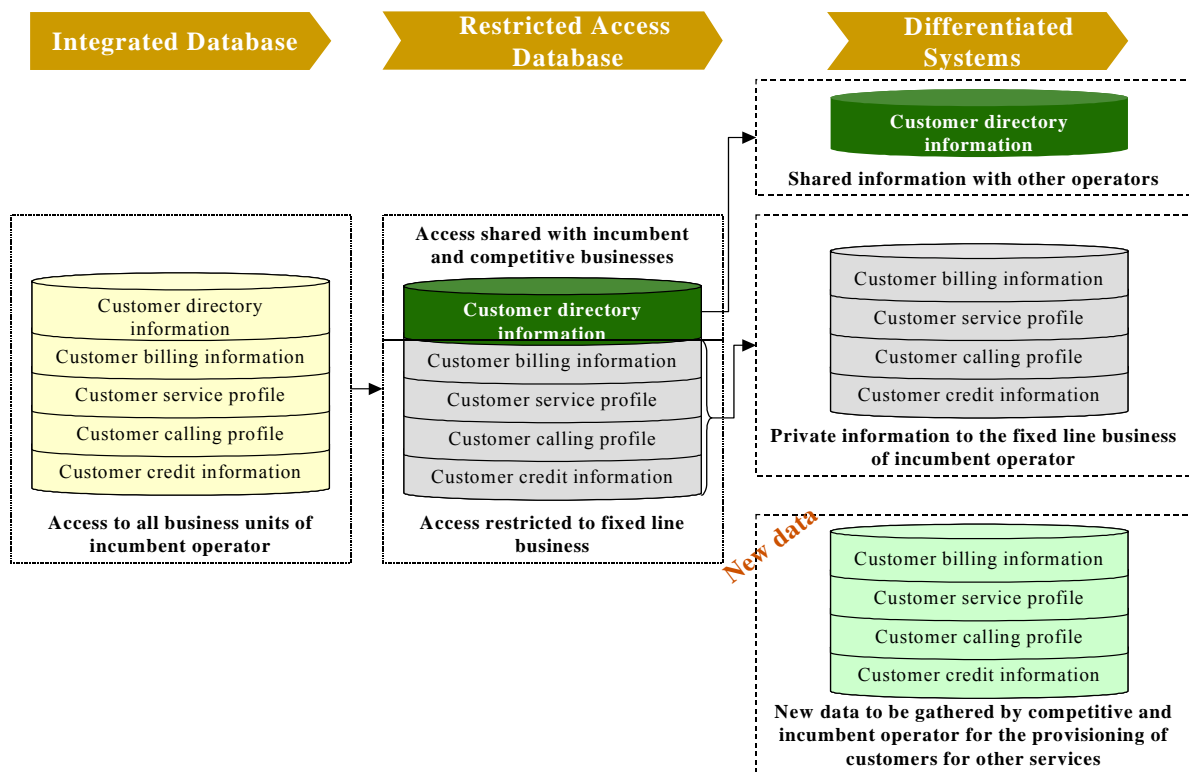 Integrated Database
Restricted Access
Database
Differentiated
Systems
Access to all business units of
incumbent operator
Customer directory
information
Customer billing information
Customer service profile
Customer calling profile
Customer credit information
Access shared with incumbent
and competitive businesses
Customer directory
information
Customer billing information
Customer service profile
Customer calling profile
Customer credit information
Access restricted to fixed line
business
Customer directory
information
Shared information with other operators
Customer billing information
Customer service profile
Customer calling profile
Customer credit information
Private information to the fixed line business
of incumbent operator
New data
Customer billing information
Customer service profile
Customer calling profile
Customer credit information
New data to be gathered by competitive and
incumbent operator for the provisioning of
customers for other services